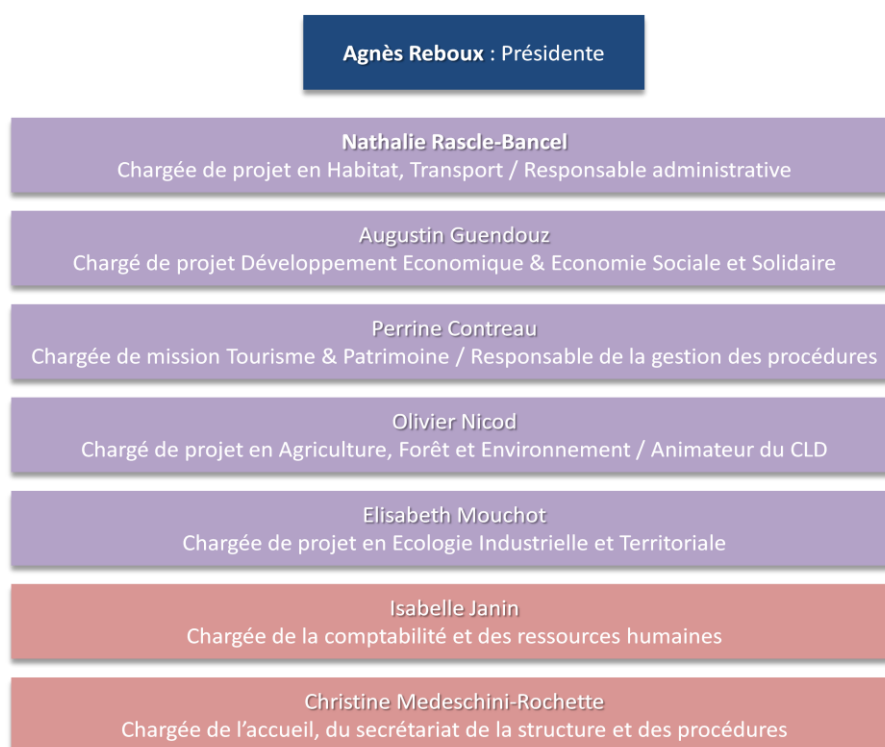 Agnès Reboux : Présidente
Nathalie Rascle-Bancel
Chargée de projet en Habitat, Transport / Responsable administrative
Augustin Guendouz
Chargé de projet Développement Economique & Economie Sociale et Solidaire
Perrine Contreau
Chargée de mission Tourisme & Patrimoine / Responsable de la gestion des procédures
Olivier Nicod
Chargé de projet en Agriculture, Forêt et Environnement / Animateur du CLD
Elisabeth Mouchot
Chargée de projet en Ecologie Industrielle et Territoriale
Isabelle Janin
Chargée de la comptabilité et des ressources humaines
Christine Medeschini-Rochette
Chargée de l’accueil, du secrétariat de la structure et des procédures